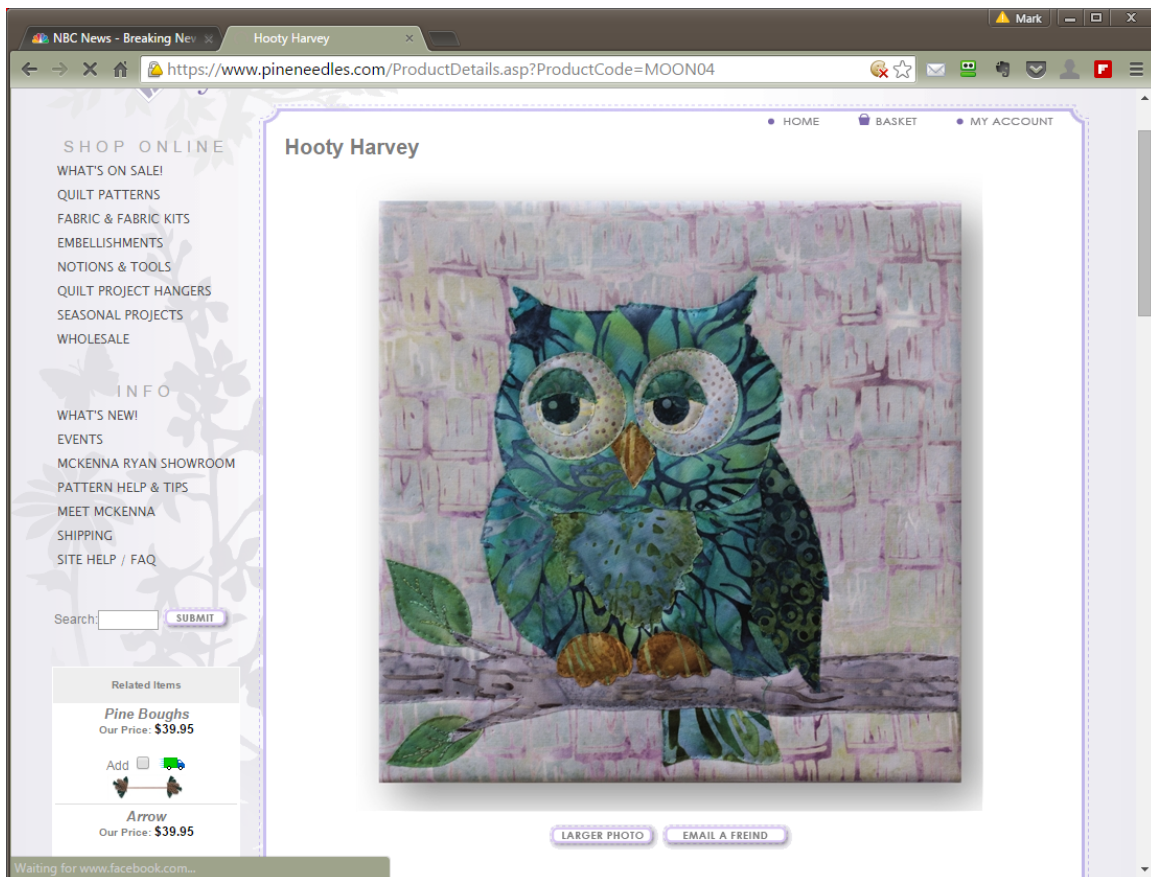 Mark
NBC News - Breaking Nev
Hooty Harvey
https://www.pineneedles.com/ProductDetails.asp?ProductCode=MOON04
HOME
BASKET
MY ACCOUNT
Hooty Harvey
SHOP ONLINE
WHAT'S ON SALE!
QUILT PATTERNS
FABRIC & FABRIC KITS
EMBELLISHMENTS
NOTIONS & TOOLS
QUILT PROJECT HANGERS
SEASONAL PROJECTS
WHOLESALE
INFO
WHAT'S NEW!
EVENTS
MCKENNA RYAN SHOWROOM
PATTERN HELP & TIPS
MEET MCKENNA
SHIPPING
SITE HELP / FAQ
Search:
SUBMIT
Related Items
Pine Boughs
Our Price: $39.95
Add
Arrow
Our Price: $39.95
LARGER PHOTO
EMAIL A FREIND
Waiting for www.facebook.com...